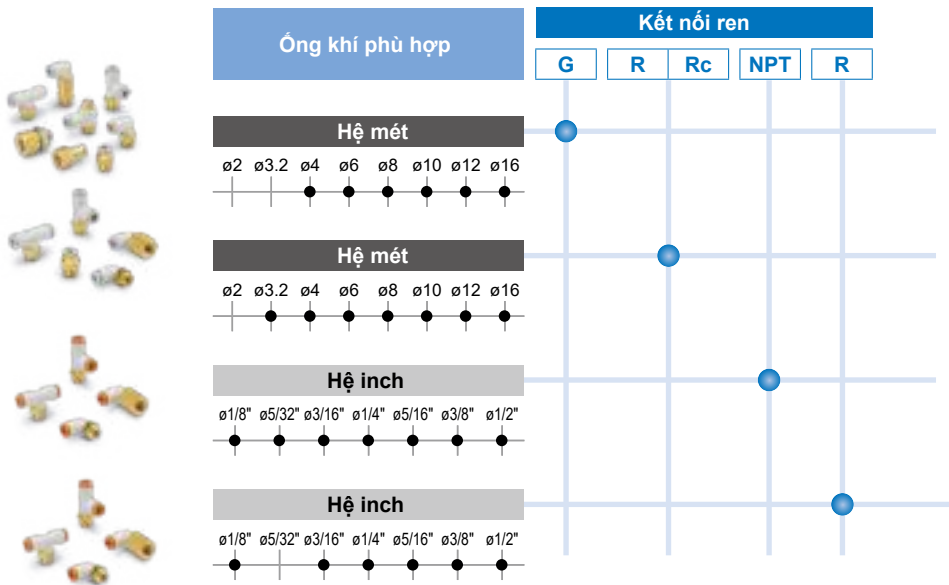 Ống khí phù hợp
Kết nối ren
G R Rc NPT R
Hệ mét
ø2 ø3.2 ø4 ø6 ø8 ø10 ø12 ø16
Hệ mét
ø2 ø3.2 ø4 ø6 ø8 ø10 ø12 ø16
Hệ inch
ø1/8" ø5/32" ø3/16" ø1/4" ø5/16" ø3/8" ø1/2"
Hệ inch
ø1/8" ø5/32" ø3/16" ø1/4" ø5/16" ø3/8" ø1/2"